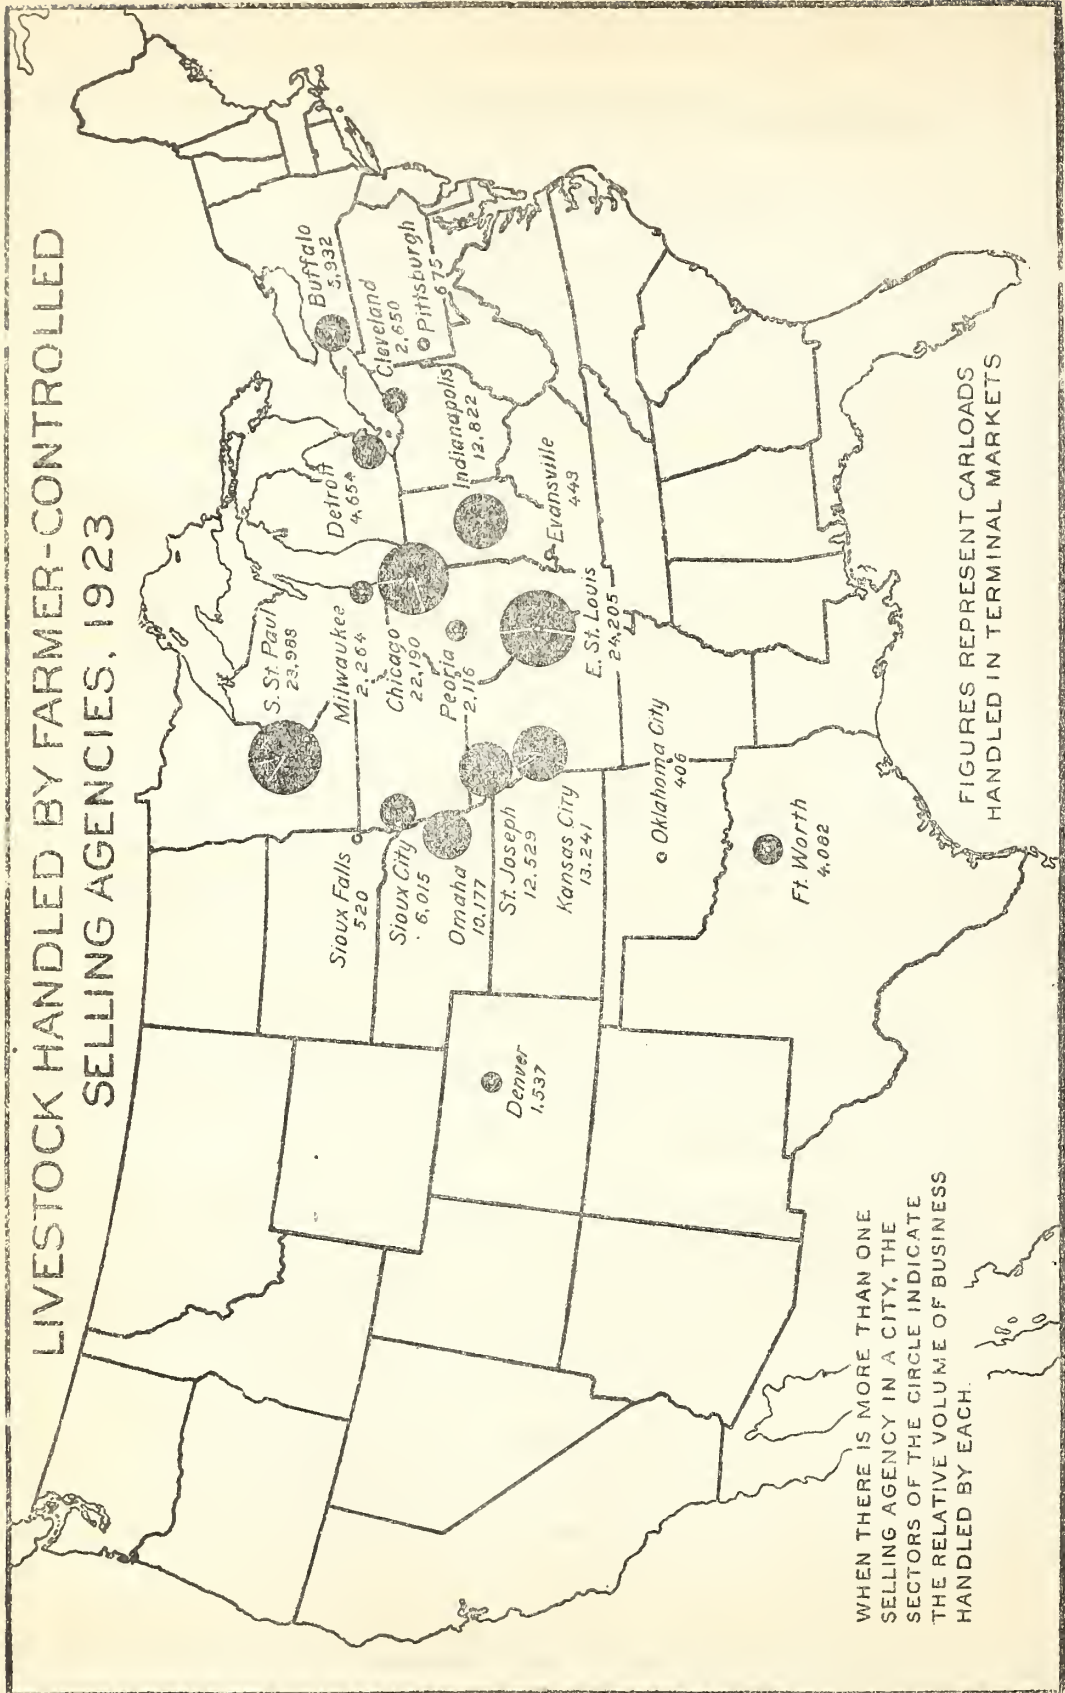 LIVESTOCK HANDLED BY FARMER-CONTROLLED
SELLING AGENCIES, 1923
S. St. Paul
23,988
Milwaukee
2,264
Chicago
22,190
Peoria
2,116
Detroit
4,654
Buffalo
5,932
Cleveland
2,650
Pittsburgh
675
Indianapolis
12,822
Evansville
443
E. St. Louis
24,205
Sioux Falls
520
Sioux City
6,015
Omaha
10,177
St. Joseph
12,529
Kansas City
13,241
Oklahoma City
406
Denver
1,537
Ft. Worth
4,082
WHEN THERE IS MORE THAN ONE
SELLING AGENCY IN A CITY, THE
SECTORS OF THE CIRCLE INDICATE
THE RELATIVE VOLUME OF BUSINESS
HANDLED BY EACH.
FIGURES REPRESENT CARLOADS
HANDLED IN TERMINAL MARKETS